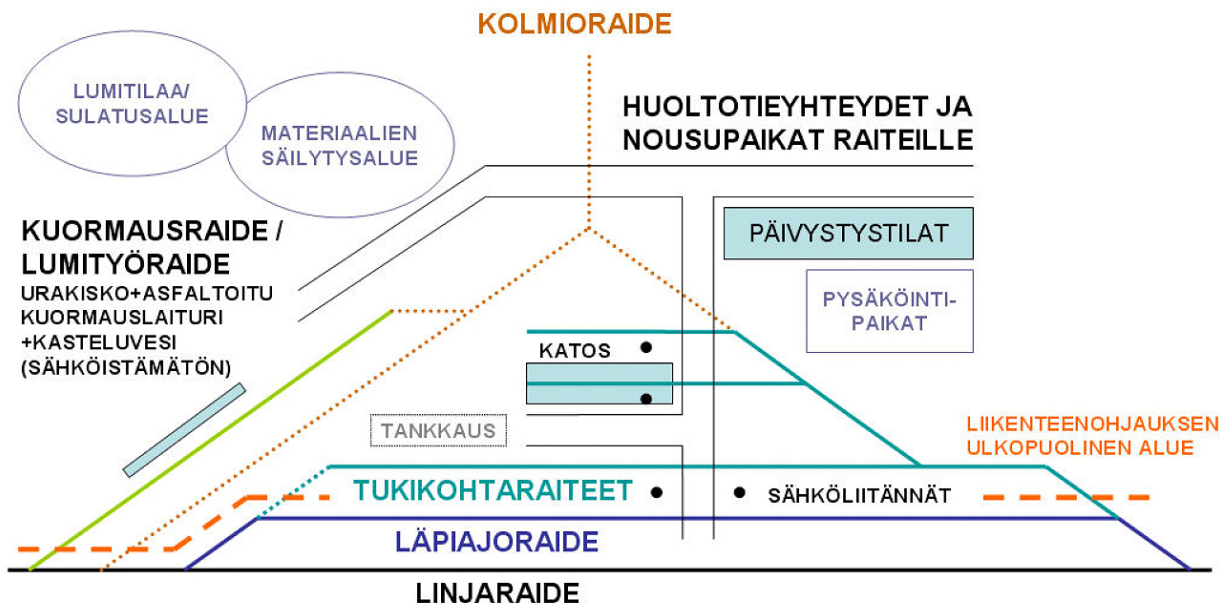 KOLMIORAIDE
LUMITILAA/
SULATUSALUE
MATERIAALIEN
SÄILYTYSALUE
HUOLTOTIEYHTEYDET JA
NOUSUPAIKAT RAITEILLE
KUORMAUSRAIDE /
LUMITYÖRAIDE
URAKISKO+ASFALTOITU
KUORMAUSLAITURI
+KASTELUVESI
(SÄHKÖISTÄMÄTÖN)
PÄIVYSTYSTILAT
PYSÄKÖINTI-
PAIKAT
KATOS
TANKKAUS
LIIKENTEENOHJAUKSEN
ULKOPUOLINEN ALUE
TUKIKOHTARAITEET
SÄHKÖLIITÄNNÄT
LÄPIAJORAIDE
LINJARAIDE